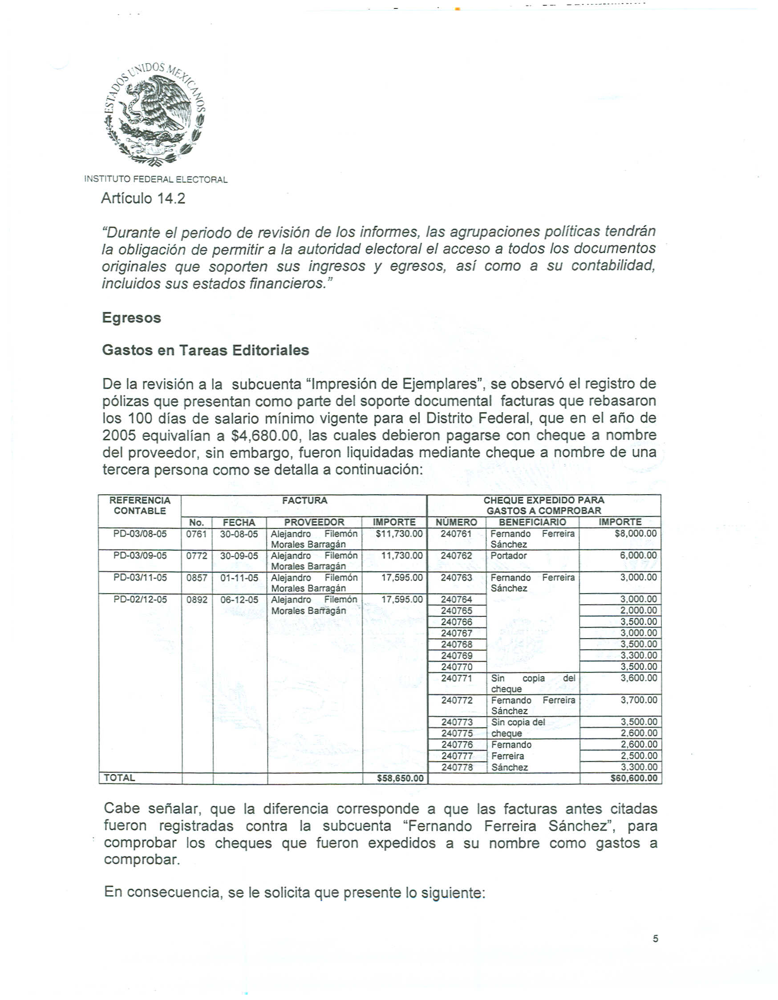 ESTADOS UNIDOS MEXICANOS
INSTITUTO FEDERAL ELECTORAL
Artículo 14.2
“Durante el periodo de revisión de los informes, las agrupaciones políticas tendrán
la obligación de permitir a la autoridad electoral el acceso a todos los documentos
originales que soporten sus ingresos y egresos, así como a su contabilidad,
incluidos sus estados financieros.”
Egresos
Gastos en Tareas Editoriales
De la revisión a la subcuenta “Impresión de Ejemplares”, se observó el registro de
pólizas que presentan como parte del soporte documental facturas que rebasaron
los 100 días de salario mínimo vigente para el Distrito Federal, que en el año de
2005 equivalían a $4,680.00, las cuales debieron pagarse con cheque a nombre
del proveedor, sin embargo, fueron liquidadas mediante cheque a nombre de una
tercera persona como se detalla a continuación:
REFERENCIA FACTURA CHEQUE EXPEDIDO PARA
CONTABLE GASTOS A COMPROBAR
No. FECHA PROVEEDOR IMPORTE NÚMERO BENEFICIARIO IMPORTE
PD-03/08-05 0761 30-08-05 Alejandro Filemón $11,730.00 240761 Fernando Ferreira $8,000.00
Morales Barragán Sánchez
PD-03/09-05 0772 30-09-05 Alejandro Filemón 11,730.00 240762 Portador 6,000.00
Morales Barragán
PD-03/11-05 0857 01-11-05 Alejandro Filemón 17,595.00 240763 Fernando Ferreira 3,000.00
Morales Barragán Sánchez
PD-02/12-05 0892 06-12-05 Alejandro Filemón 17,595.00 240764 3,000.00
Morales Barragán 240765 2,000.00
240766 3,500.00
240767 3,000.00
240768 3,500.00
240769 3,300.00
240770 3,500.00
240771 Sin copia del 3,600.00
cheque
240772 Fernando Ferreira 3,700.00
Sánchez
240773 Sin copia del 3,500.00
240775 cheque 2,600.00
240776 Fernando 2,600.00
240777 Ferreira 2,500.00
240778 Sánchez 3,300.00
TOTAL $58,650.00 $60,600.00
Cabe señalar, que la diferencia corresponde a que las facturas antes citadas
fueron registradas contra la subcuenta “Fernando Ferreira Sánchez”, para
comprobar los cheques que fueron expedidos a su nombre como gastos a
comprobar.
En consecuencia, se le solicita que presente lo siguiente:
5